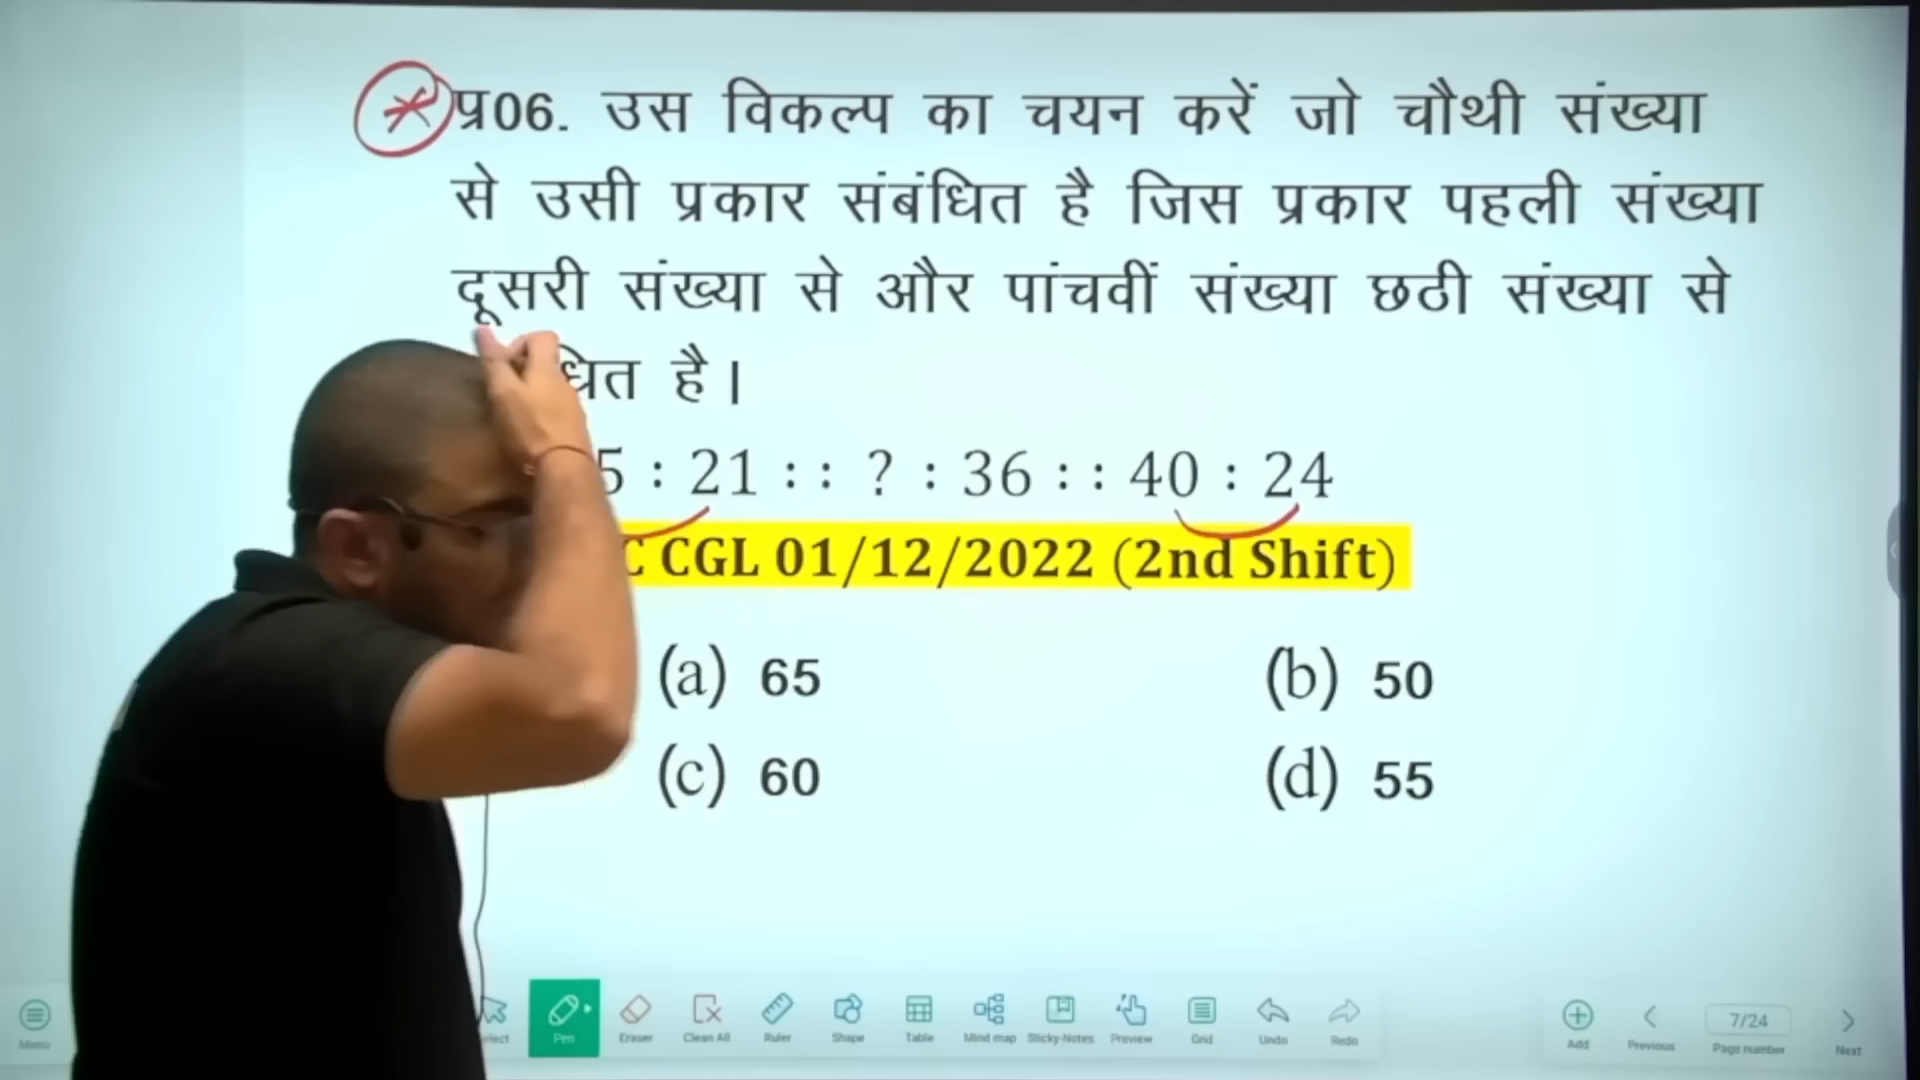 प्र06. उस विकल्प का चयन करें जो चौथी संख्या
से उसी प्रकार संबंधित है जिस प्रकार पहली संख्या
दूसरी संख्या से और पांचवीं संख्या छठी संख्या से
है।
5 : 21 : : ? : 36 : : 40 : 24
CGL 01/12/2022 (2nd Shift)
(a) 65 (b) 50
(c) 60 (d) 55
Menu Pen Eraser Clean All Ruler Shape Table Mind map Sticky-Notes Preview Grid Undo Redo Add Previous 7/24 Page number Next